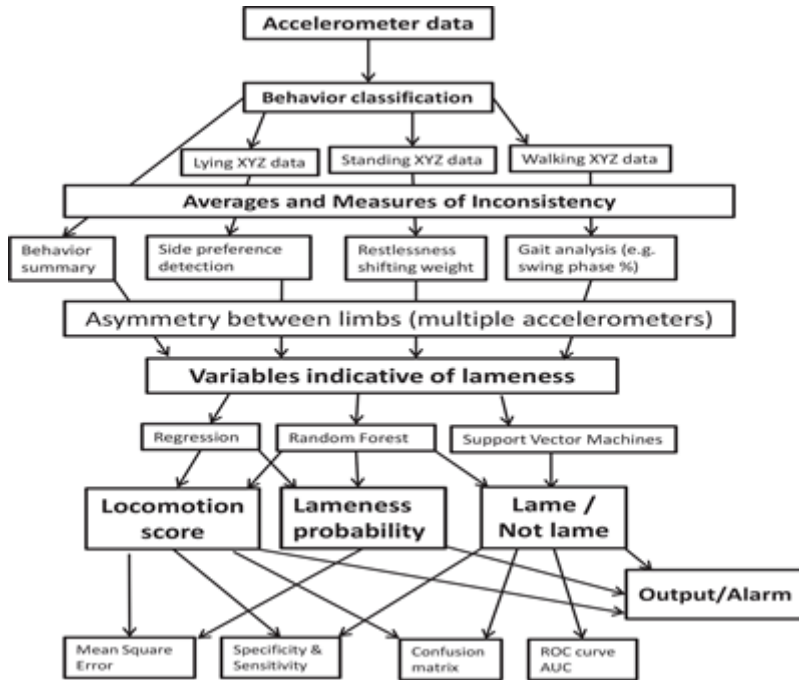 Accelerometer data
Behavior classification
Lying XYZ data
Standing XYZ data
Walking XYZ data
Averages and Measures of Inconsistency
Behavior
summary
Side preference
detection
Restlessness
shifting weight
Gait analysis (e.g.
swing phase %)
Asymmetry between limbs (multiple accelerometers)
Variables indicative of lameness
Regression
Random Forest
Support Vector Machines
Locomotion
score
Lameness
probability
Lame /
Not lame
Output/Alarm
Mean Square
Error
Specificity &
Sensitivity
Confusion
matrix
ROC curve
AUC